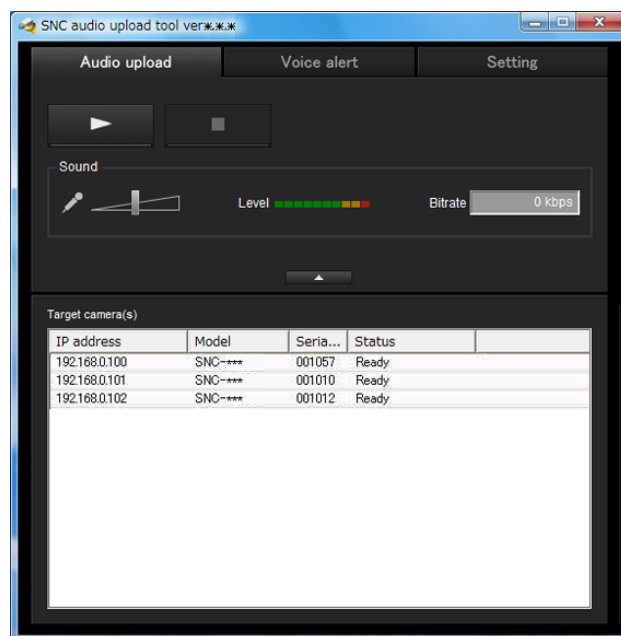 SNC audio upload tool ver*.*.*
Audio upload Voice alert Setting
Sound
Level Bitrate 0 kbps
Target camera(s)
IP address Model Seria... Status
192.168.0.100 SNC-*** 001057 Ready
192.168.0.101 SNC-*** 001010 Ready
192.168.0.102 SNC-*** 001012 Ready